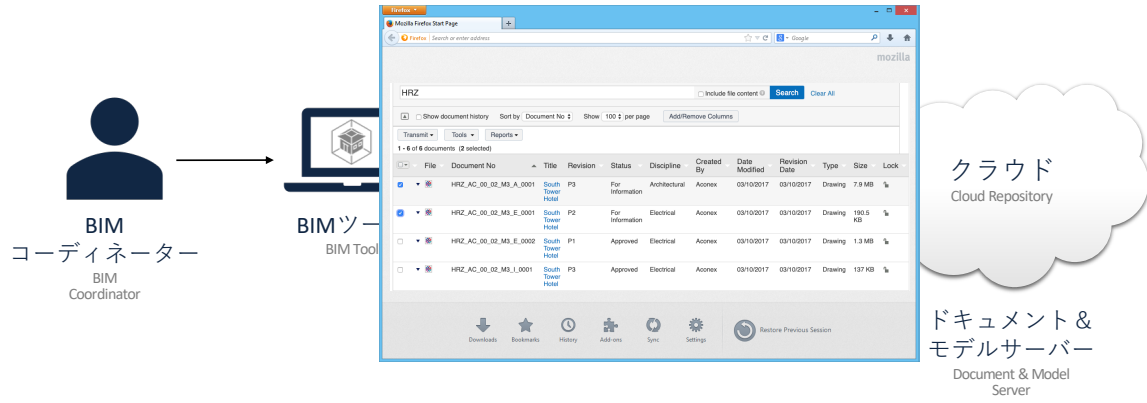 BIM
コーディネーター
BIM
Coordinator
BIMツー
BIM Tool
Firefox
Mozilla Firefox Start Page
Firefox Search or enter address
Google
mozilla
HRZ
Include file content
Search
Clear All
Show document history
Sort by Document No
Show 100 per page
Add/Remove Columns
Transmit
Tools
Reports
1 - 6 of 6 documents (2 selected)
File Document No Title Revision Status Discipline Created By Date Modified Revision Date Type Size Lock
HRZ_AC_00_02_M3_A_0001 South Tower Hotel P3 For Information Architectural Aconex 03/10/2017 03/10/2017 Drawing 7.9 MB
HRZ_AC_00_02_M3_E_0001 South Tower Hotel P2 For Information Electrical Aconex 03/10/2017 03/10/2017 Drawing 190.5 KB
HRZ_AC_00_02_M3_E_0002 South Tower Hotel P1 Approved Electrical Aconex 03/10/2017 03/10/2017 Drawing 1.3 MB
HRZ_AC_00_02_M3_I_0001 South Tower Hotel P3 Approved Electrical Aconex 03/10/2017 03/10/2017 Drawing 137 KB
Downloads
Bookmarks
History
Add-ons
Sync
Settings
Restore Previous Session
クラウド
Cloud Repository
ドキュメント＆
モデルサーバー
Document & Model
Server